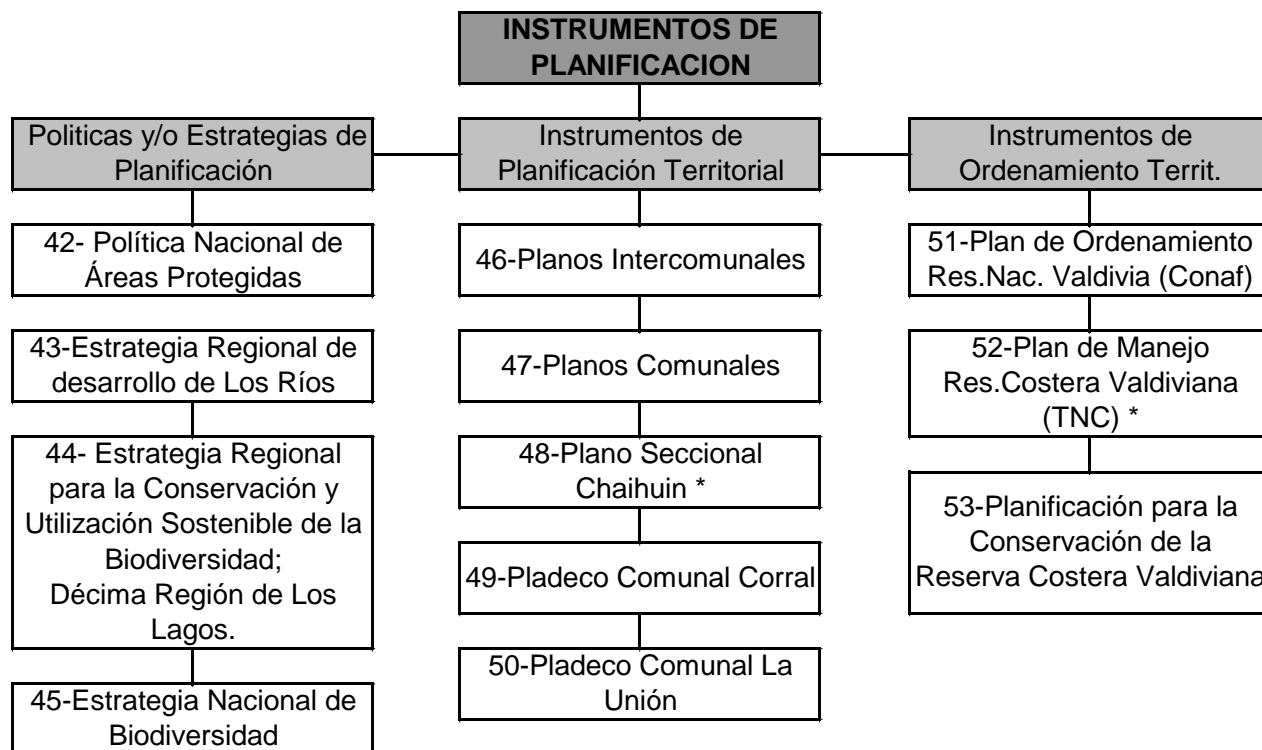 INSTRUMENTOS DE
PLANIFICACION
Politicas y/o Estrategias de
Planificación
42- Política Nacional de
Áreas Protegidas
43-Estrategia Regional de
desarrollo de Los Ríos
44- Estrategia Regional
para la Conservación y
Utilización Sostenible de la
Biodiversidad;
Décima Región de Los
Lagos.
45-Estrategia Nacional de
Biodiversidad
Instrumentos de
Planificación Territorial
46-Planos Intercomunales
47-Planos Comunales
48-Plano Seccional
Chaihuin *
49-Pladeco Comunal Corral
50-Pladeco Comunal La
Unión
Instrumentos de
Ordenamiento Territ.
51-Plan de Ordenamiento
Res.Nac. Valdivia (Conaf)
52-Plan de Manejo
Res.Costera Valdiviana
(TNC) *
53-Planificación para la
Conservación de la
Reserva Costera Valdiviana